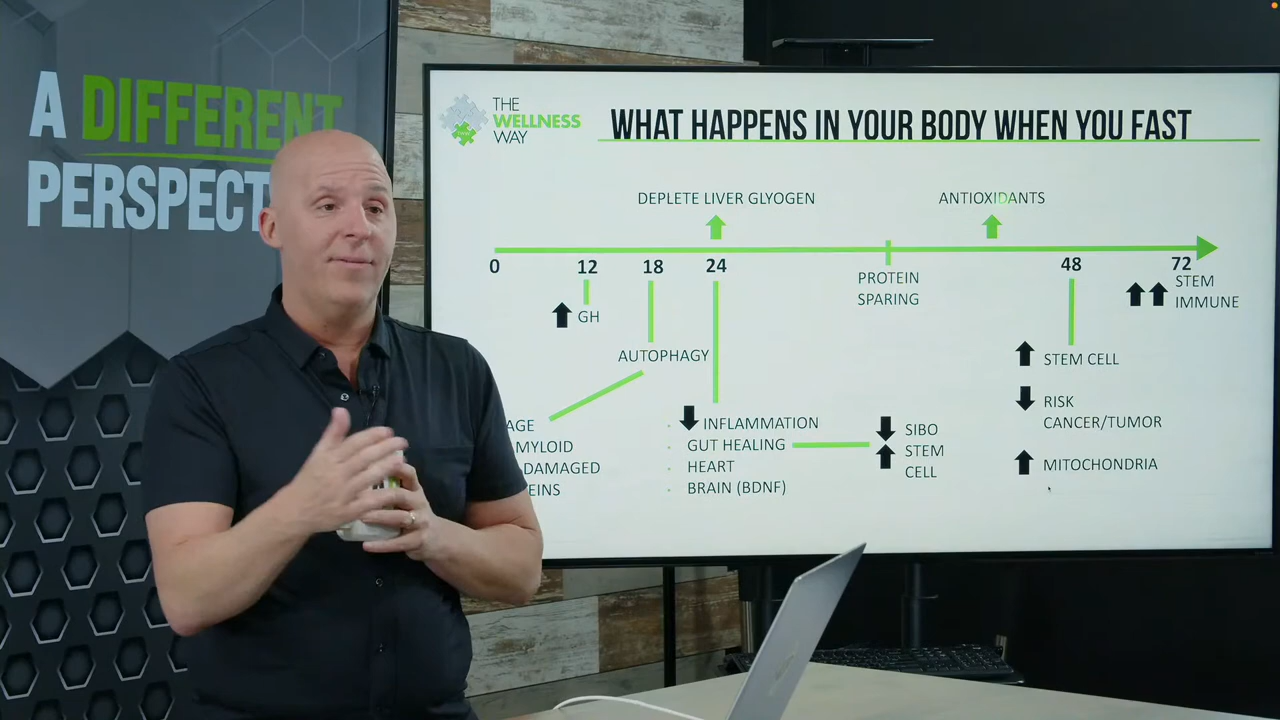 A DIFFERENT
PERSPECT
THE
WELLNESS
WAY
WHAT HAPPENS IN YOUR BODY WHEN YOU FAST
DEPLETE LIVER GLYOGEN
ANTIOXIDANTS
0
12
18
24
48
72
PROTEIN
SPARING
GH
STEM
IMMUNE
AUTOPHAGY
STEM CELL
RISK
CANCER/TUMOR
MITOCHONDRIA
AGE
MYLOID
DAMAGED
EINS
INFLAMMATION
GUT HEALING
HEART
BRAIN (BDNF)
SIBO
STEM
CELL